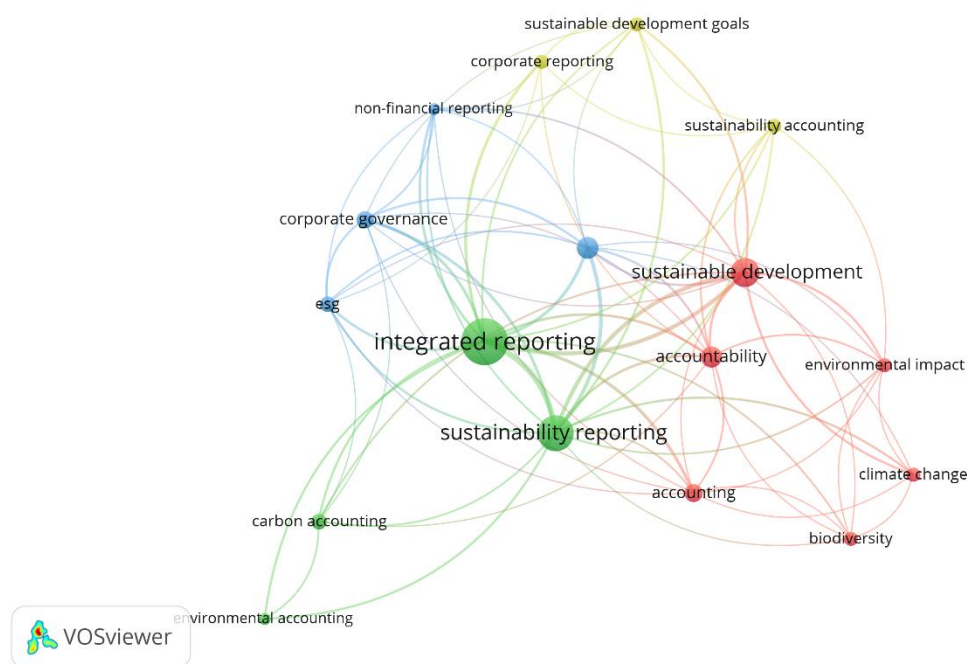 sustainable development goals
corporate reporting
non-financial reporting
sustainability accounting
corporate governance
sustainable development
esg
integrated reporting
accountability
environmental impact
sustainability reporting
climate change
accounting
carbon accounting
biodiversity
environmental accounting
VOSviewer